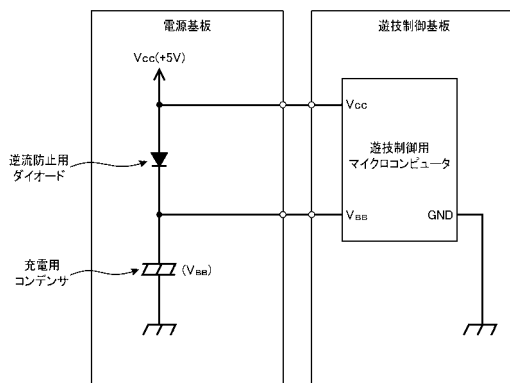 電源基板
遊技制御基板
Vcc(+5V)
Vcc
逆流防止用
ダイオード
遊技制御用
マイクロコンピュータ
VBB
GND
充電用
コンデンサ
(VBB)